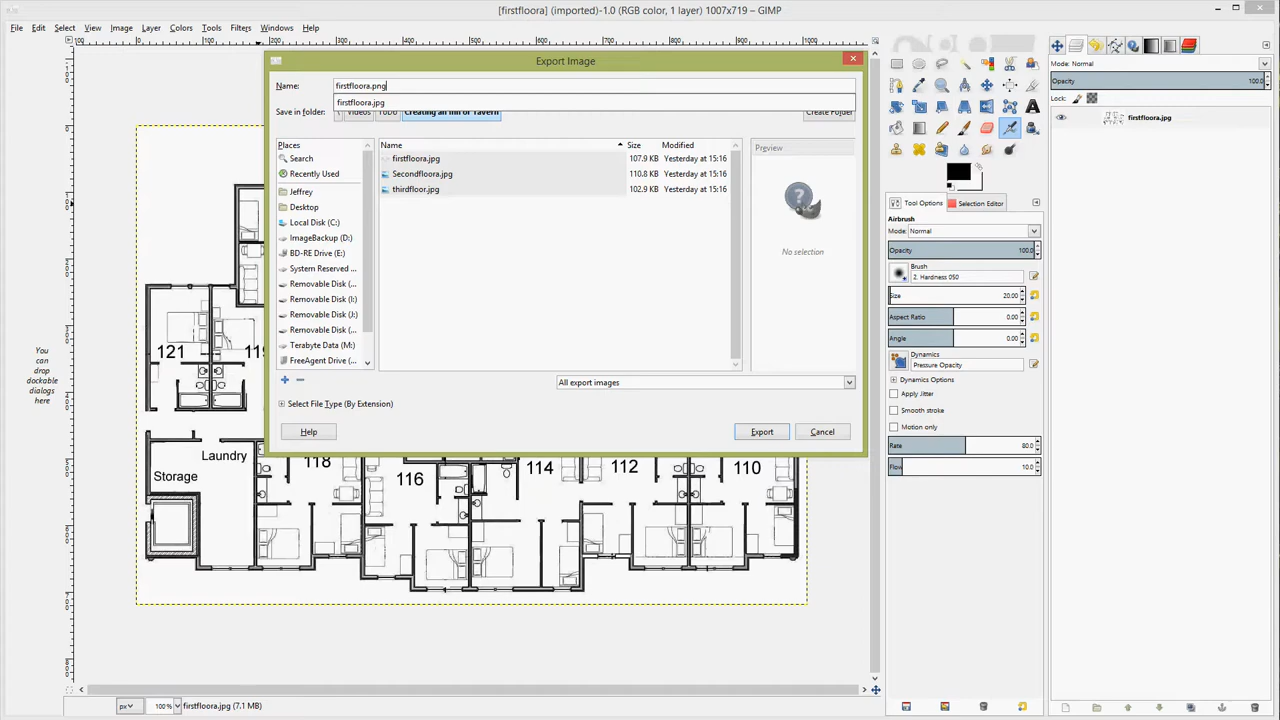 [firstfloora] (imported)-1.0 (RGB color, 1 layer) 1007x719 – GIMP
File Edit Select View Image Layer Colors Tools Filters Windows Help
Export Image
Name: firstfloora.png
firstfloora.jpg
Save in folder: Videos Creating an Inn or Tavern Create Folder
Places Name Size Modified Preview
Search firstfloora.jpg 107.9 KB Yesterday at 15:16
Recently Used Secondfloora.jpg 110.8 KB Yesterday at 15:16
Jeffrey thirdfloor.jpg 102.9 KB Yesterday at 15:16
Desktop
Local Disk (C:)
ImageBackup (D:)
No selection
BD-RE Drive (E:)
System Reserved ...
Removable Disk (...
Removable Disk (I:)
Removable Disk (J:)
Removable Disk (...
Terabyte Data (M:)
FreeAgent Drive (...
All export images
Select File Type (By Extension)
Help Export Cancel
You
can
drop
dockable
dialogs
here
121
Laundry
Storage
118
116
114
112
110
px 100% firstfloora.jpg (7.1 MB)
Mode: Normal
Opacity 100.0
Lock:
firstfloora.jpg
Tool Options Selection Editor
Airbrush
Mode: Normal
Opacity 100.0
Brush
2. Hardness 050
Size 20.00
Aspect Ratio 0.00
Angle 0.00
Dynamics
Pressure Opacity
Dynamics Options
Apply Jitter
Smooth stroke
Motion only
Rate 80.0
Flow 10.0